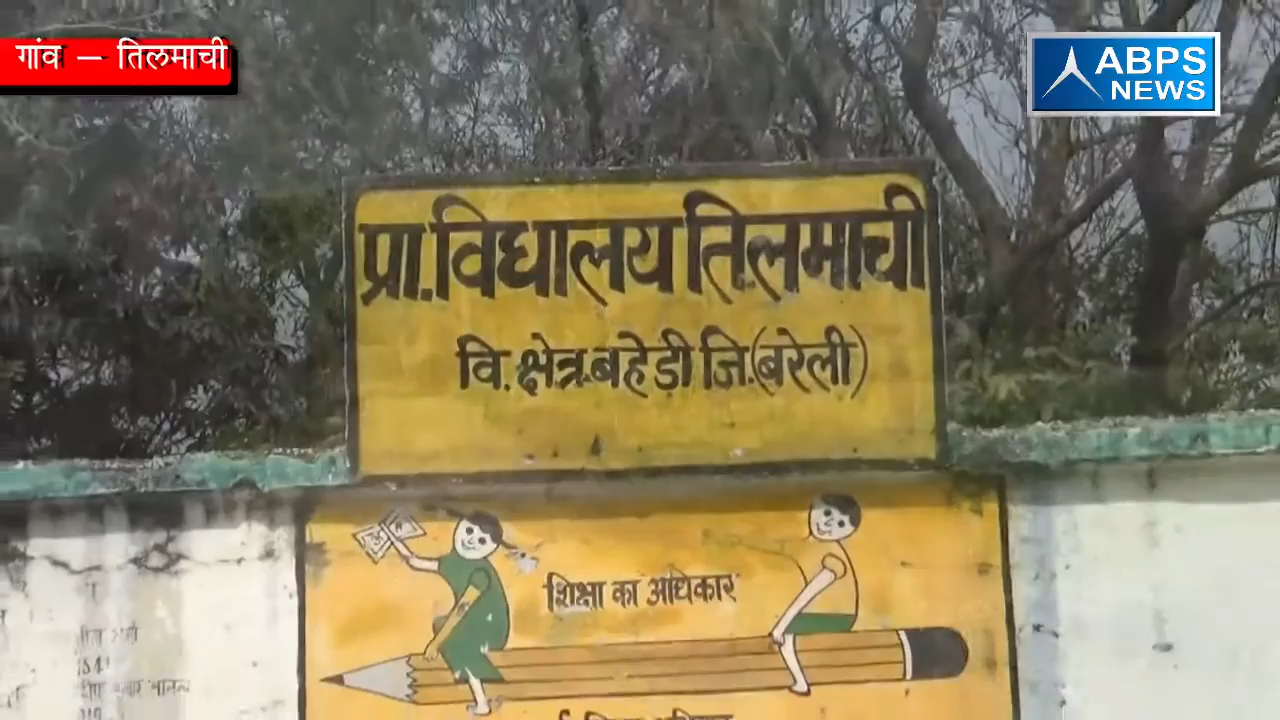 गांव – तिलमाची
ABPS
NEWS
प्रा.विद्यालय तिलमाची
वि. क्षेत्र.बहेडी जि.(बरेली)
शिक्षा का अधिकार